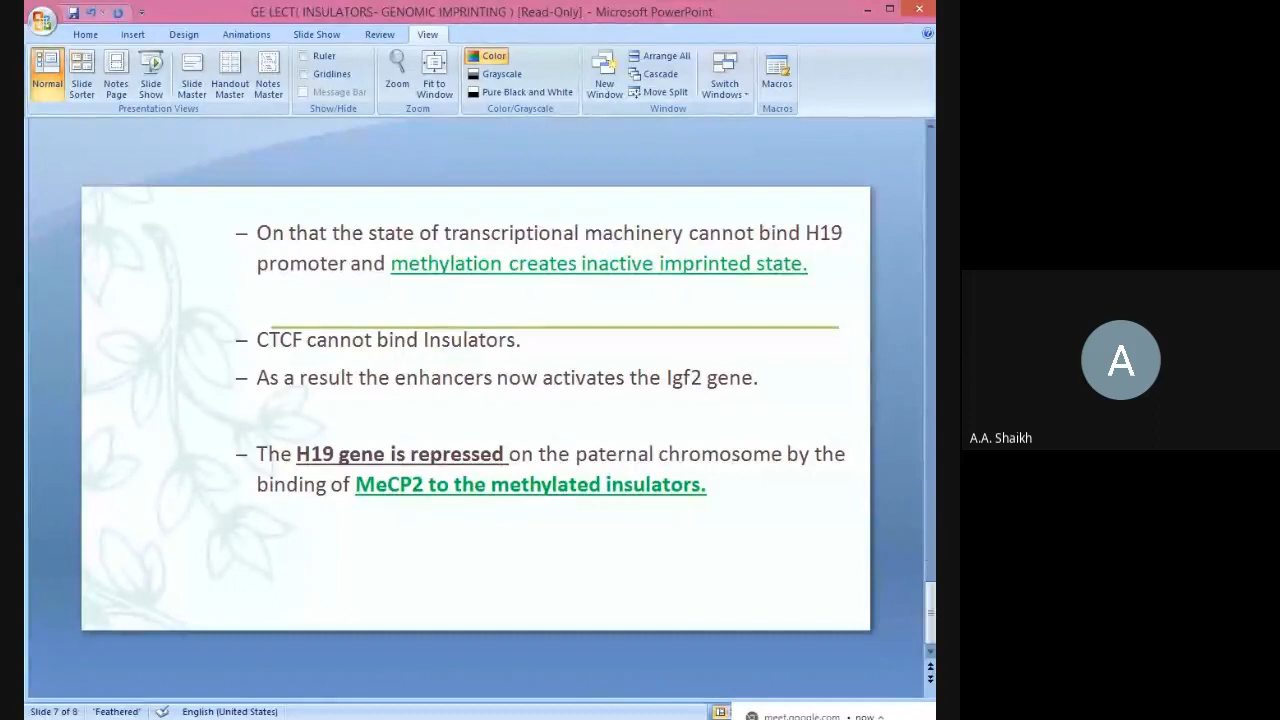 GE LECT( INSULATORS- GENOMIC IMPRINTING ) [Read-Only] - Microsoft PowerPoint
Home Insert Design Animations Slide Show Review View
Normal Slide Sorter Notes Page Slide Show Slide Master Handout Master Notes Master
Presentation Views
Ruler
Gridlines
Message Bar
Show/Hide
Zoom Fit to Window
Zoom
Color
Grayscale
Pure Black and White
Color/Grayscale
New Window
Arrange All
Cascade
Move Split
Switch Windows
Window
Macros
Macros
– On that the state of transcriptional machinery cannot bind H19
promoter and methylation creates inactive imprinted state.
– CTCF cannot bind Insulators.
– As a result the enhancers now activates the Igf2 gene.
– The H19 gene is repressed on the paternal chromosome by the
binding of MeCP2 to the methylated insulators.
A
A.A. Shaikh
Slide 7 of 8 "Feathered" English (United States)
meet.google.com • now